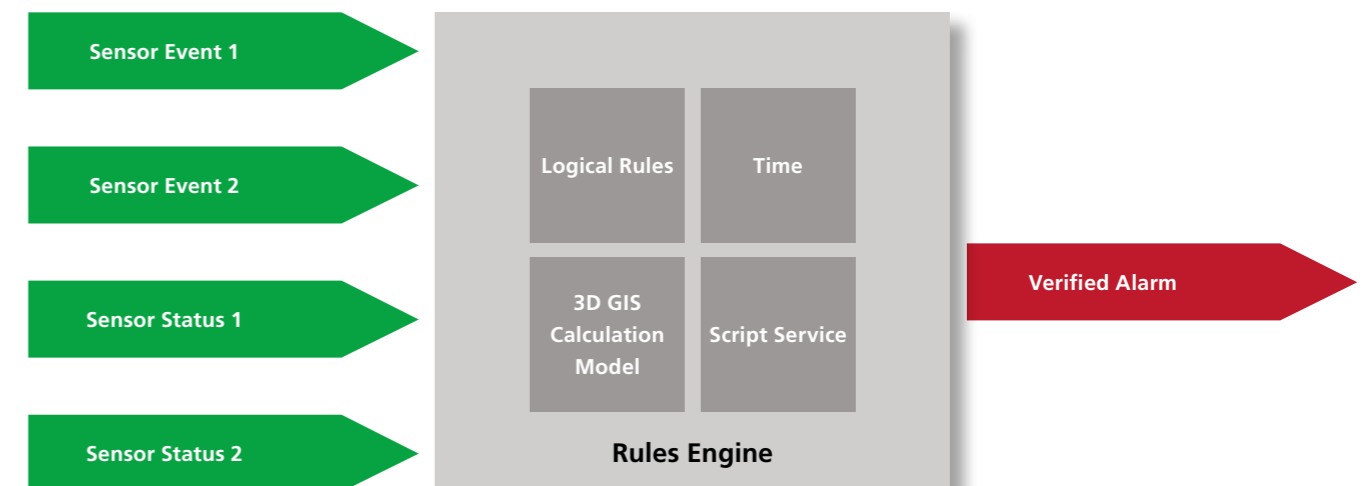 Sensor Event 1
Sensor Event 2
Sensor Status 1
Sensor Status 2
Logical Rules
Time
3D GIS
Calculation
Model
Script Service
Rules Engine
Verified Alarm